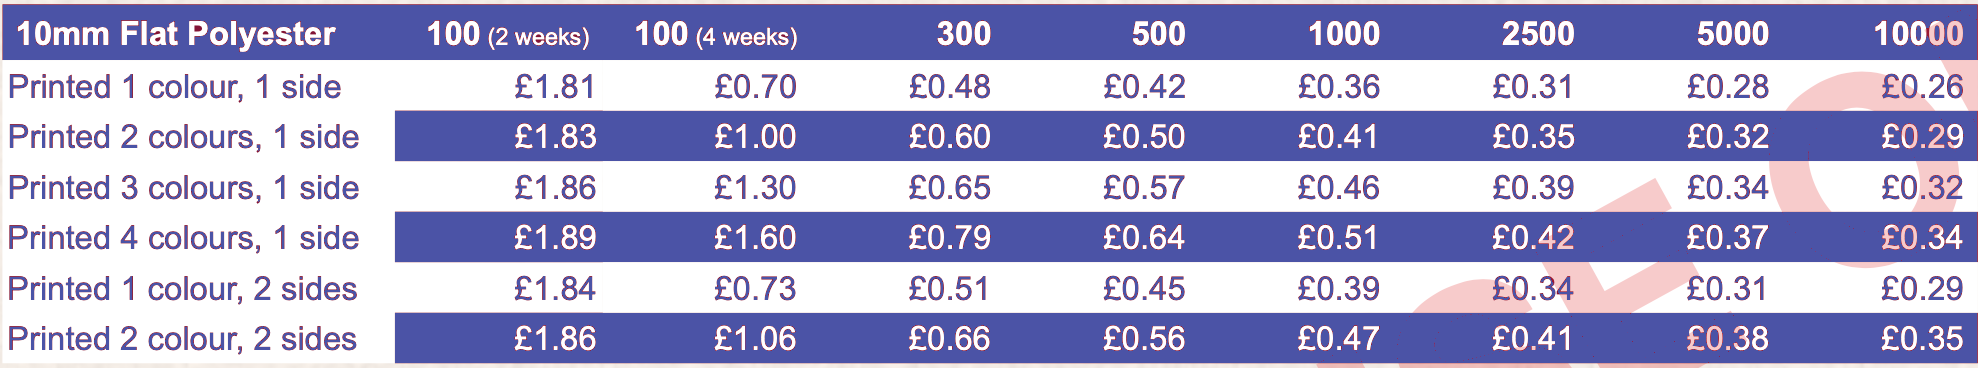 10mm Flat Polyester 100 (2 weeks) 100 (4 weeks) 300 500 1000 2500 5000 10000
Printed 1 colour, 1 side £1.81 £0.70 £0.48 £0.42 £0.36 £0.31 £0.28 £0.26
Printed 2 colours, 1 side £1.83 £1.00 £0.60 £0.50 £0.41 £0.35 £0.32 £0.29
Printed 3 colours, 1 side £1.86 £1.30 £0.65 £0.57 £0.46 £0.39 £0.34 £0.32
Printed 4 colours, 1 side £1.89 £1.60 £0.79 £0.64 £0.51 £0.42 £0.37 £0.34
Printed 1 colour, 2 sides £1.84 £0.73 £0.51 £0.45 £0.39 £0.34 £0.31 £0.29
Printed 2 colour, 2 sides £1.86 £1.06 £0.66 £0.56 £0.47 £0.41 £0.38 £0.35